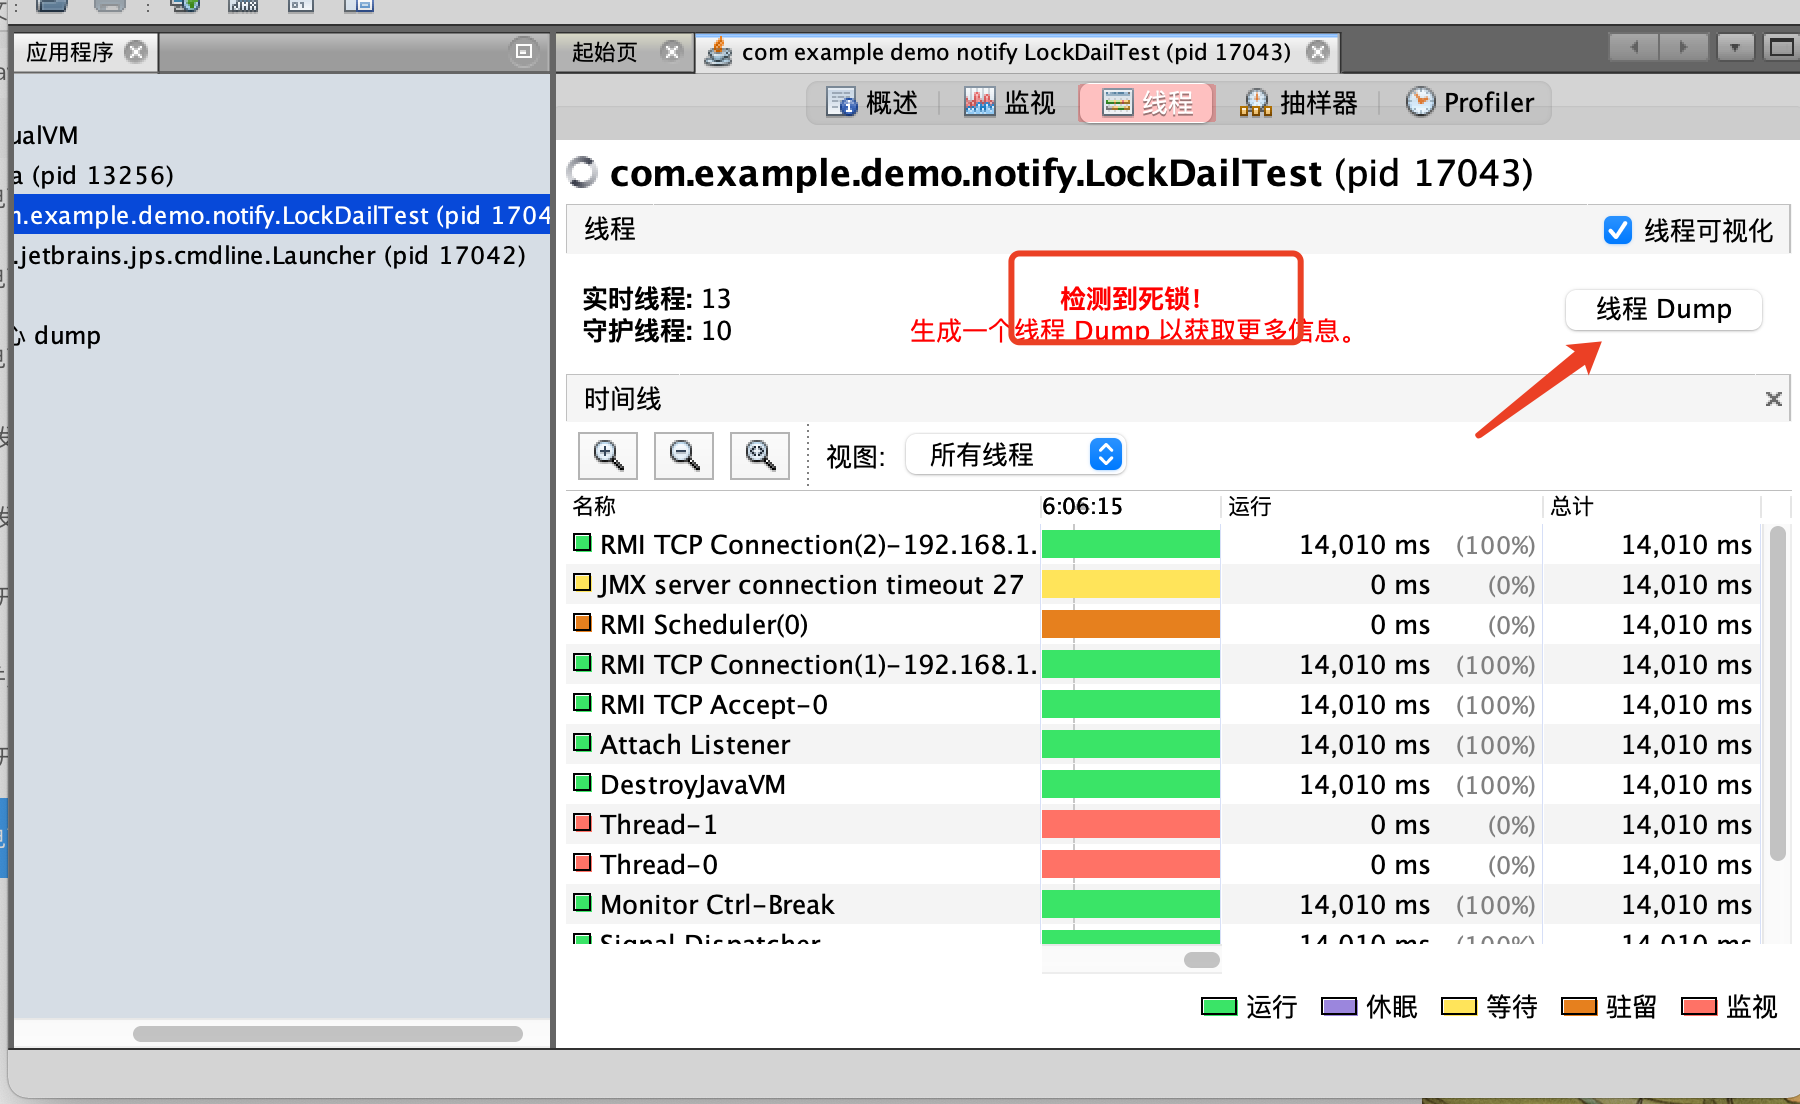 应用程序
起始页
com example demo notify LockDailTest (pid 17043)
概述
监视
线程
抽样器
Profiler
ualVM
a (pid 13256)
.example.demo.notify.LockDailTest (pid 1704
.jetbrains.jps.cmdline.Launcher (pid 17042)
dump
com.example.demo.notify.LockDailTest (pid 17043)
线程
线程可视化
实时线程: 13
守护线程: 10
检测到死锁!
生成一个线程 Dump 以获取更多信息。
线程 Dump
时间线
视图: 所有线程
名称 6:06:15 运行 总计
RMI TCP Connection(2)-192.168.1. 14,010 ms (100%) 14,010 ms
JMX server connection timeout 27 0 ms (0%) 14,010 ms
RMI Scheduler(0) 0 ms (0%) 14,010 ms
RMI TCP Connection(1)-192.168.1. 14,010 ms (100%) 14,010 ms
RMI TCP Accept-0 14,010 ms (100%) 14,010 ms
Attach Listener 14,010 ms (100%) 14,010 ms
DestroyJavaVM 14,010 ms (100%) 14,010 ms
Thread-1 0 ms (0%) 14,010 ms
Thread-0 0 ms (0%) 14,010 ms
Monitor Ctrl-Break 14,010 ms (100%) 14,010 ms
Signal Dispatcher 14,010 ms (100%) 14,010 ms
运行 休眠 等待 驻留 监视